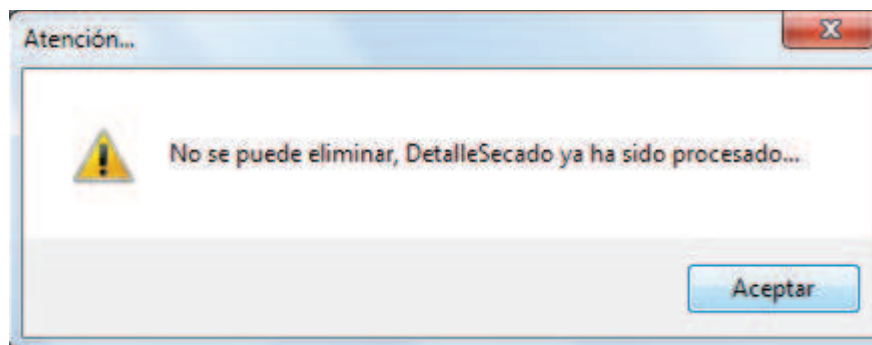 Atención...
No se puede eliminar, DetalleSecado ya ha sido procesado...
Aceptar